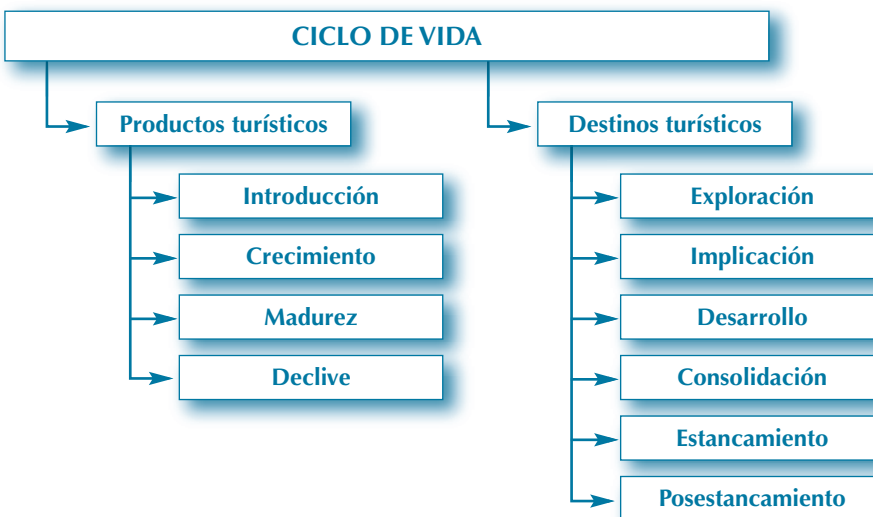 CICLO DE VIDA
Productos turísticos
Introducción
Crecimiento
Madurez
Declive
Destinos turísticos
Exploración
Implicación
Desarrollo
Consolidación
Estancamiento
Posestancamiento